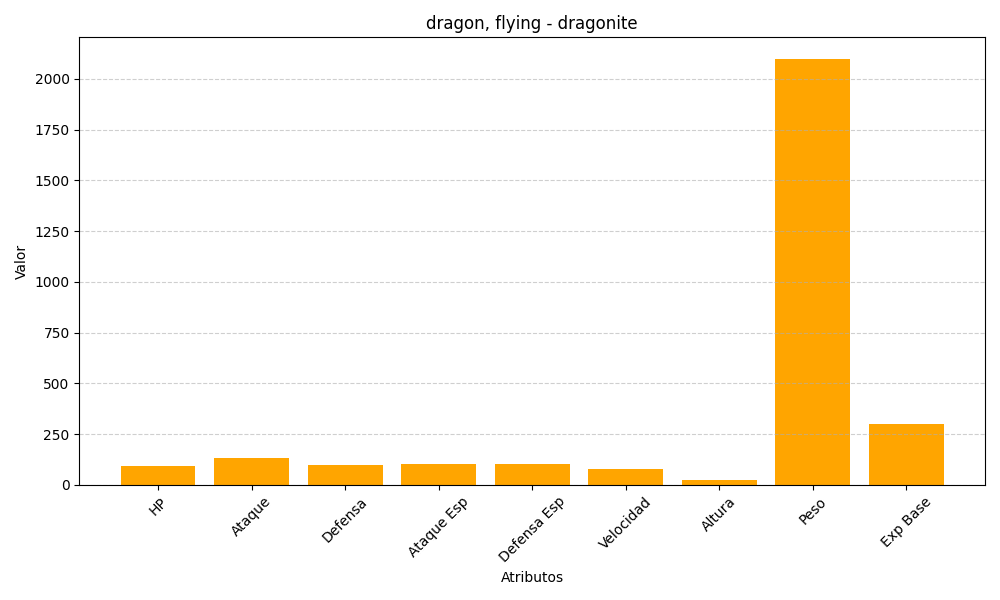 dragon, flying - dragonite
Valor
2000
1750
1500
1250
1000
750
500
250
0
HP
Ataque
Defensa
Ataque Esp
Defensa Esp
Velocidad
Altura
Peso
Exp Base
Atributos